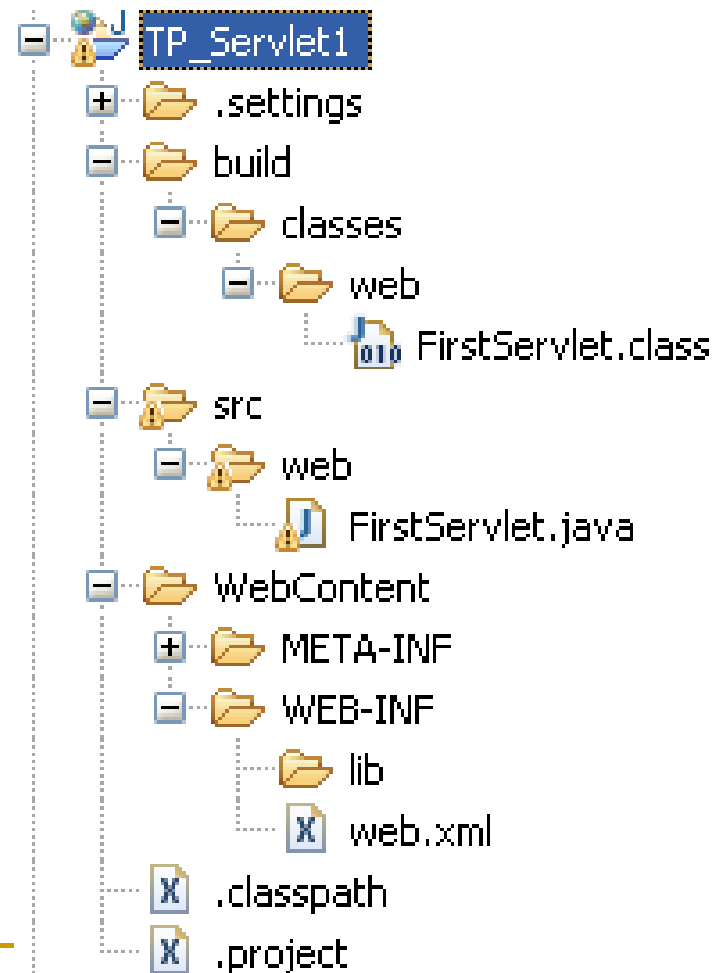 TP_Servlet1
.settings
build
classes
web
FirstServlet.class
src
web
FirstServlet.java
WebContent
META-INF
WEB-INF
lib
web.xml
.classpath
.project